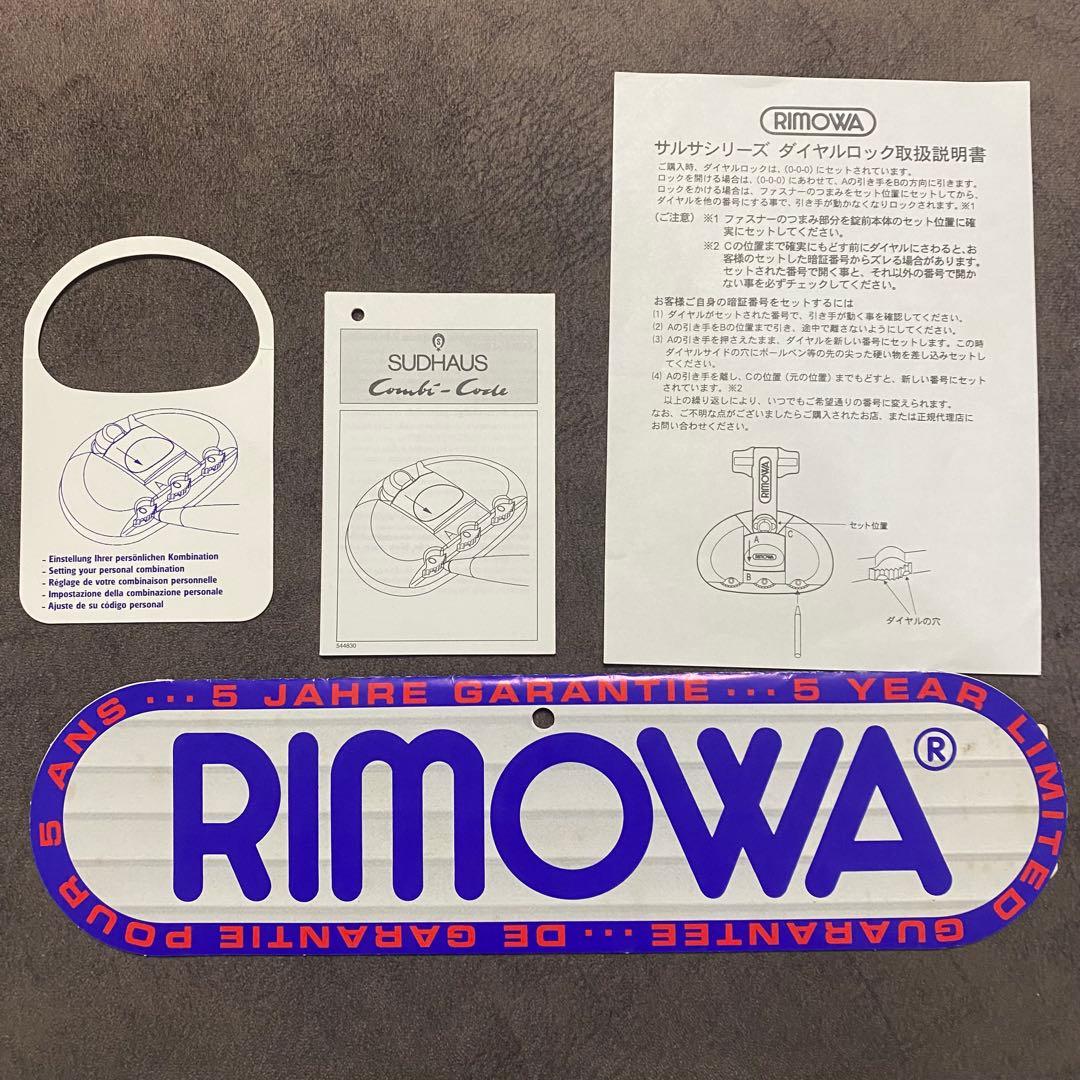 RIMOWA
サルサシリーズ ダイヤルロック取扱説明書
ご購入時、ダイヤルロックは、(0-0-0)にセットされています。
ロックを開ける場合は、(0-0-0)にあわせて、Aの引き手をBの方向に引きます。
ロックをかける場合は、ファスナーのつまみをセット位置にセットしてから、
ダイヤルを他の番号にする事で、引き手が動かなくなりロックされます。※1
(ご注意) ※1 ファスナーのつまみ部分を錠前本体のセット位置に確
実にセットしてください。
※2 Cの位置まで確実にもどす前にダイヤルにさわると、お
客様のセットした暗証番号からズレる場合があります。
セットされた番号で開く事と、それ以外の番号で開か
ない事を必ずチェックしてください。
お客様ご自身の暗証番号をセットするには
(1) ダイヤルがセットされた番号で、引き手が動く事を確認してください。
(2) Aの引き手をBの位置まで引き、途中で離さないようにしてください。
(3) Aの引き手を押さえたまま、ダイヤルを新しい番号にセットします。この時
ダイヤルサイドの穴にボールペン等の先の尖った硬い物を差し込みセットし
てください。
(4) Aの引き手を離し、Cの位置(元の位置)までもどすと、新しい番号にセット
されています。※2
以上の繰り返しにより、いつでもご希望通りの番号に変えられます。
なお、ご不明な点がございましたらご購入されたお店、または正規代理店に
お問い合わせください。
RIMOWA
セット位置
A
C
RIMOWA
B
ダイヤルの穴
S
SUDHAUS
Combi-Code
A
544830
A
- Einstellung Ihrer persönlichen Kombination
- Setting your personal combination
- Réglage de votre combinaison personnelle
- Impostazione della combinazione personale
- Ajuste de su código personal
5 JAHRE GARANTIE ... 5 YEAR LIMITED GUARANTEE ... DE GARANTIE POUR 5 ANS ...
RIMOWA®